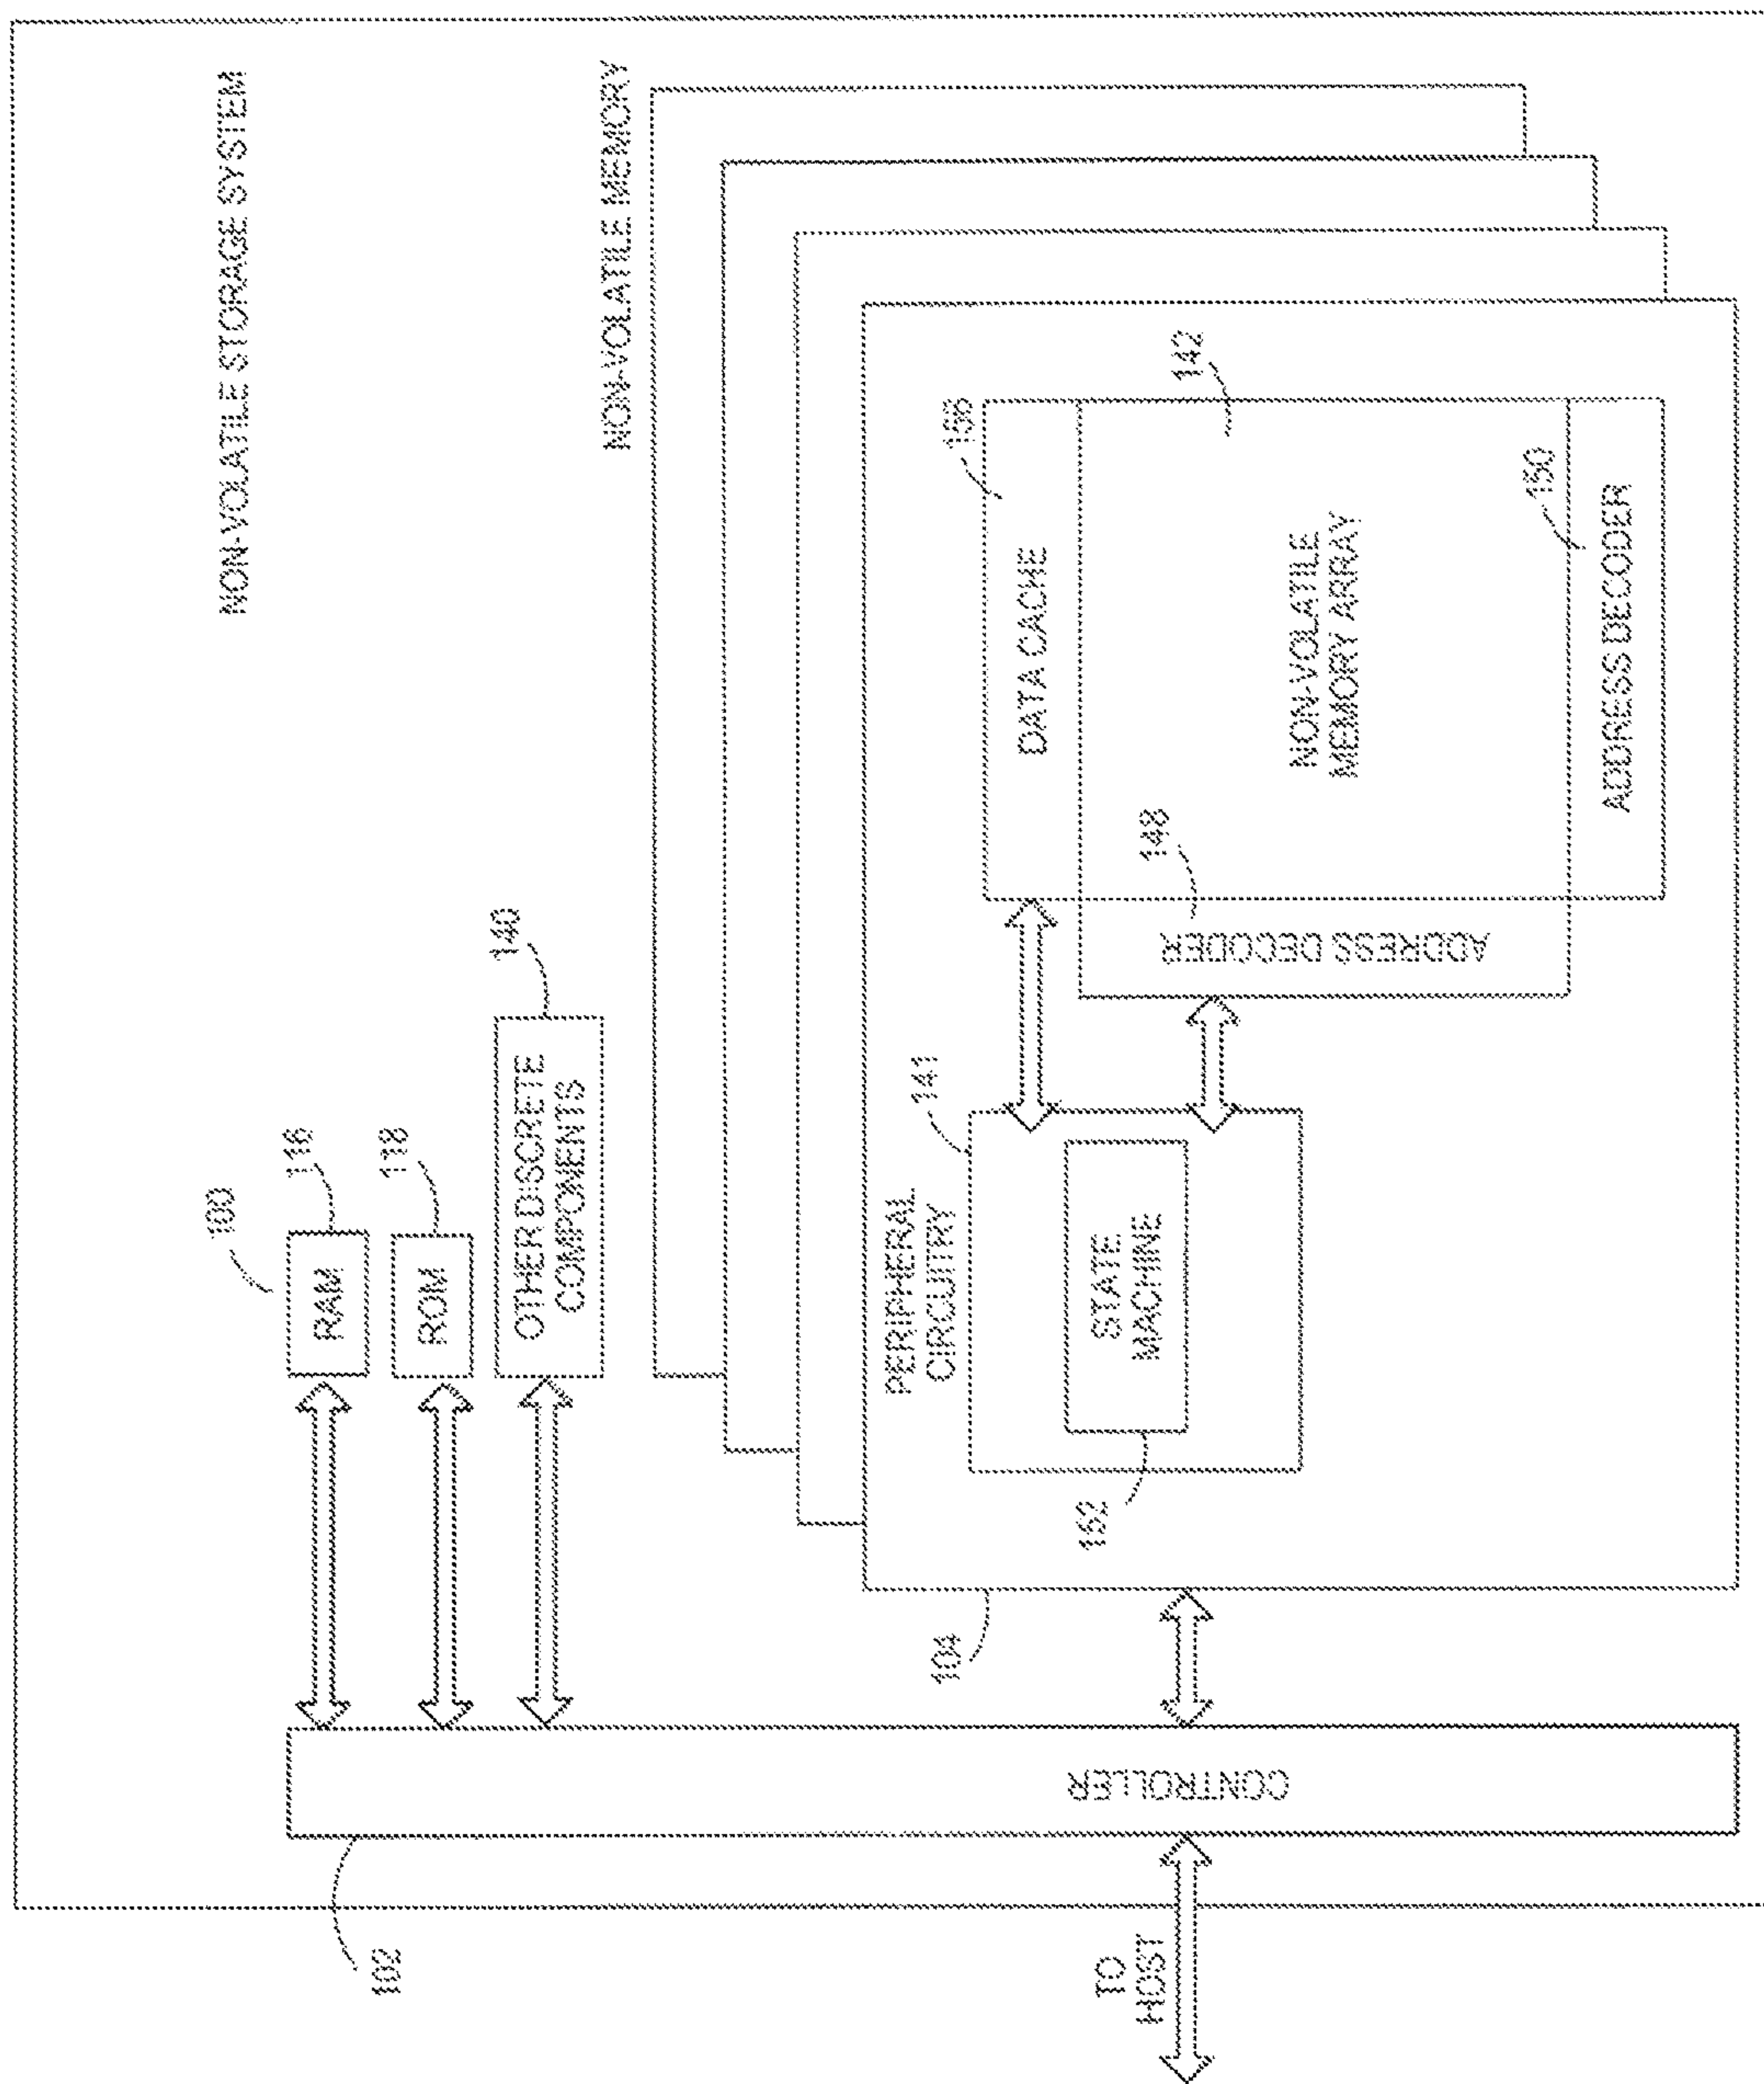 NON-VOLATILE STORAGE SYSTEM
100
RAM
116
102
ROM
118
OTHER DISCRETE
COMPONENTS
140
NON-VOLATILE MEMORY
PERIPHERAL
CIRCUITRY
141
104
156
DATA CACHE
152
STATE
MACHINE
148
142
CONTROLLER
ADDRESS DECODER
TO
HOST
NON-VOLATILE
MEMORY ARRAY
150
ADDRESS DECODER